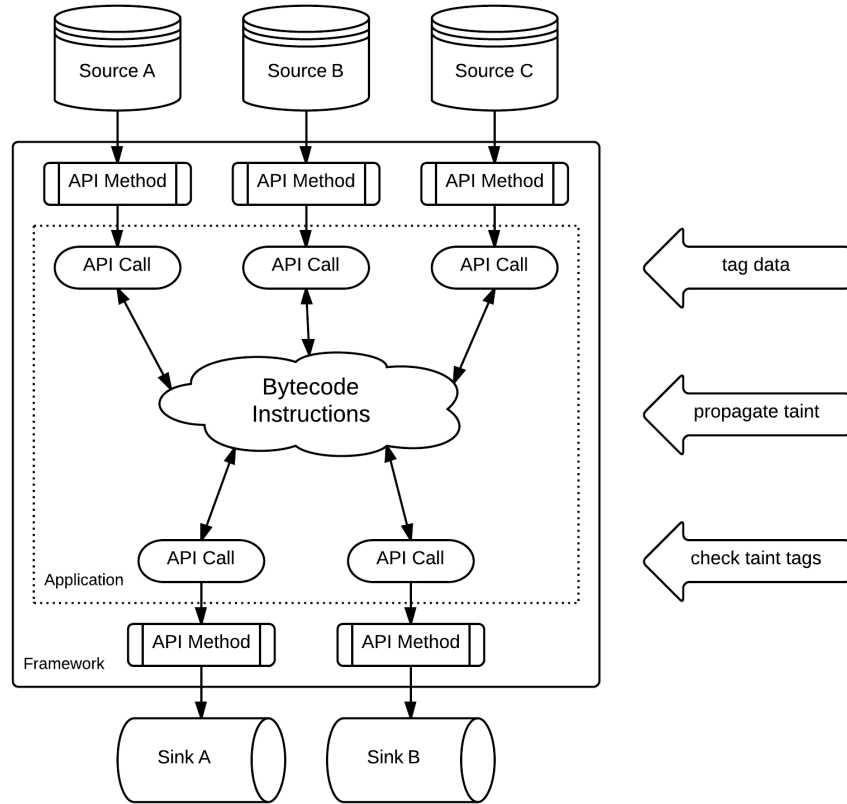 Source A
Source B
Source C
API Method
API Method
API Method
API Call
API Call
API Call
tag data
Bytecode
Instructions
propagate taint
API Call
API Call
check taint tags
Application
API Method
API Method
Framework
Sink A
Sink B